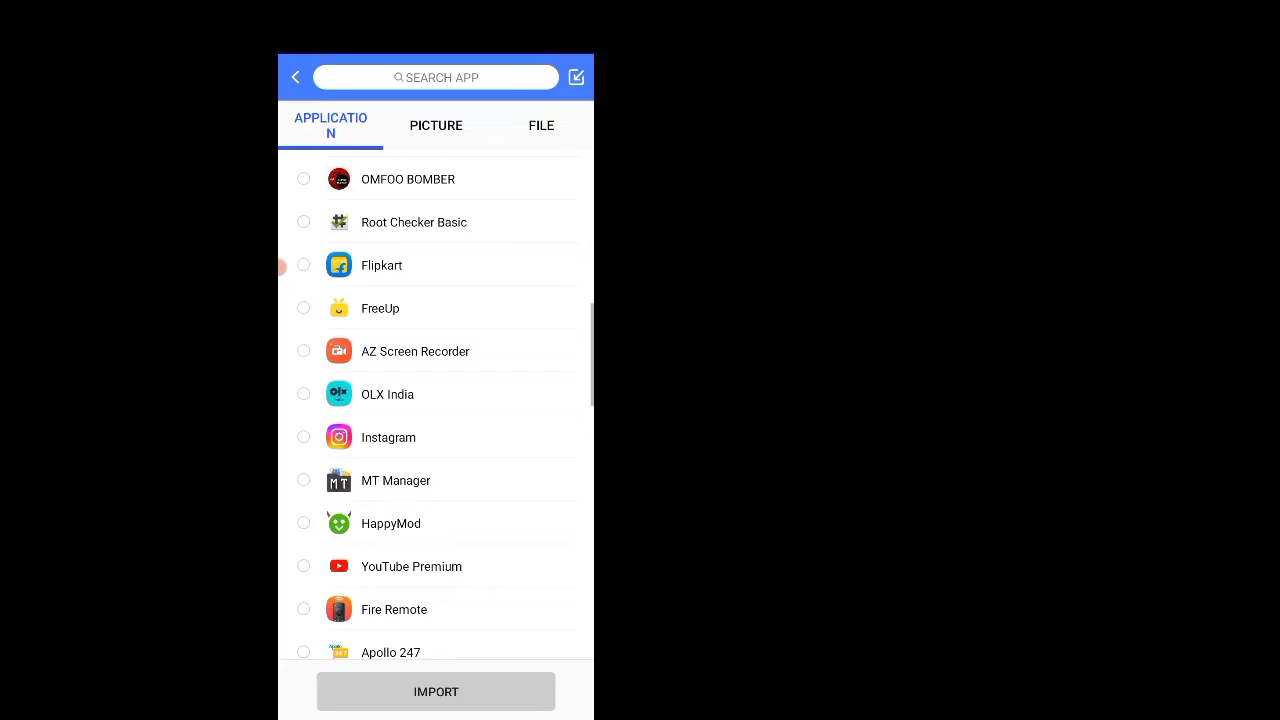 SEARCH APP
APPLICATIO
N
PICTURE
FILE
OMFOO BOMBER
Root Checker Basic
Flipkart
FreeUp
AZ Screen Recorder
OLX India
Instagram
MT
MT Manager
HappyMod
YouTube Premium
Fire Remote
Apollo 247
IMPORT